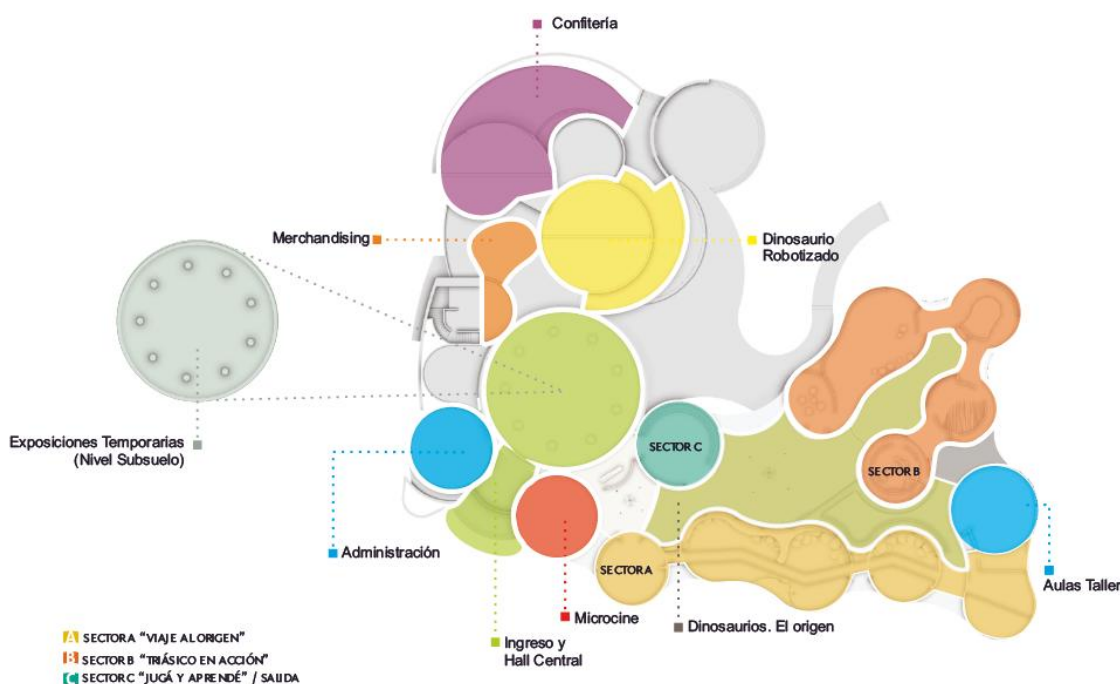 Confitería
Merchandising
Dinosaurio
Robotizado
Exposiciones Temporarias
(Nivel Subsuelo)
SECTOR C
SECTOR B
SECTOR A
Administración
Aulas Taller
Microcine
Dinosaurios. El origen
Ingreso y
Hall Central
A SECTOR A "VIAJE AL ORIGEN"
B SECTOR B "TRIÁSICO EN ACCIÓN"
C SECTOR C "JUGÁ Y APRENDÉ" / SALIDA